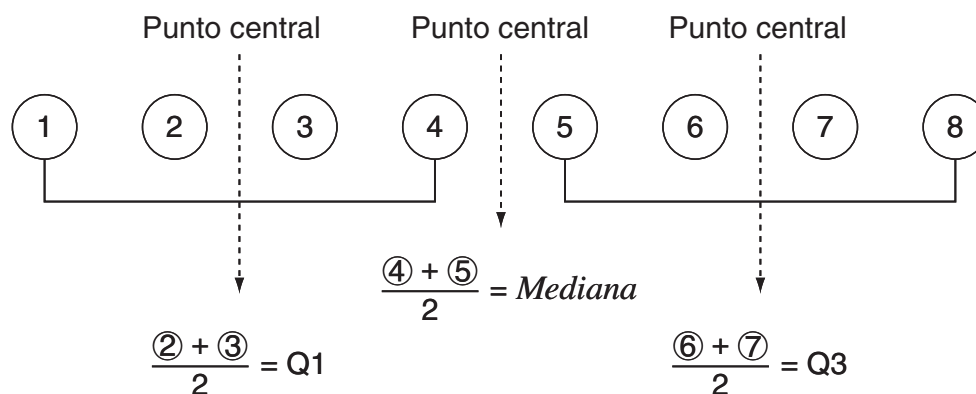 Punto central Punto central Punto central
1 2 3 4 5 6 7 8
④ + ⑤
2
= Mediana
② + ③
2
= Q1
⑥ + ⑦
2
= Q3